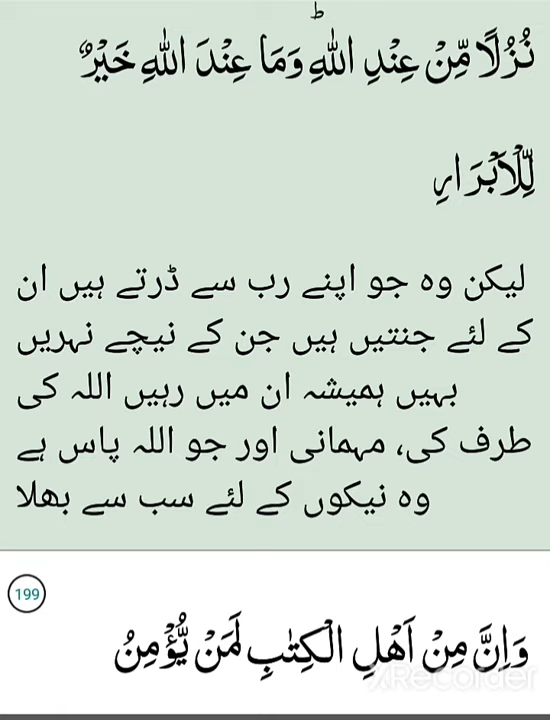 نُزُلًا مِّنْ عِنْدِ اللّٰهِ ؕ وَمَا عِنْدَ اللّٰهِ خَيْرٌ
لِّلْاَبْرَارِ
لیکن وہ جو اپنے رب سے ڈرتے ہیں ان
کے لئے جنتیں ہیں جن کے نیچے نہریں
بہیں ہمیشہ ان میں رہیں اللہ کی
طرف کی، مہمانی اور جو اللہ پاس ہے
وہ نیکوں کے لئے سب سے بھلا
199
وَاِنَّ مِنْ اَهْلِ الْكِتٰبِ لَمَنْ يُّؤْمِنُ
XRecorder